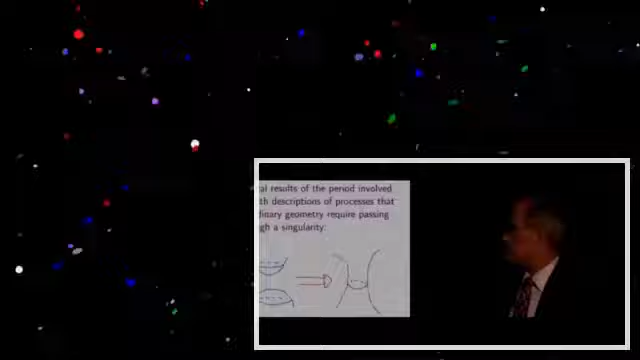 al results of the period involved
th descriptions of processes that
dinary geometry require passing
gh a singularity: